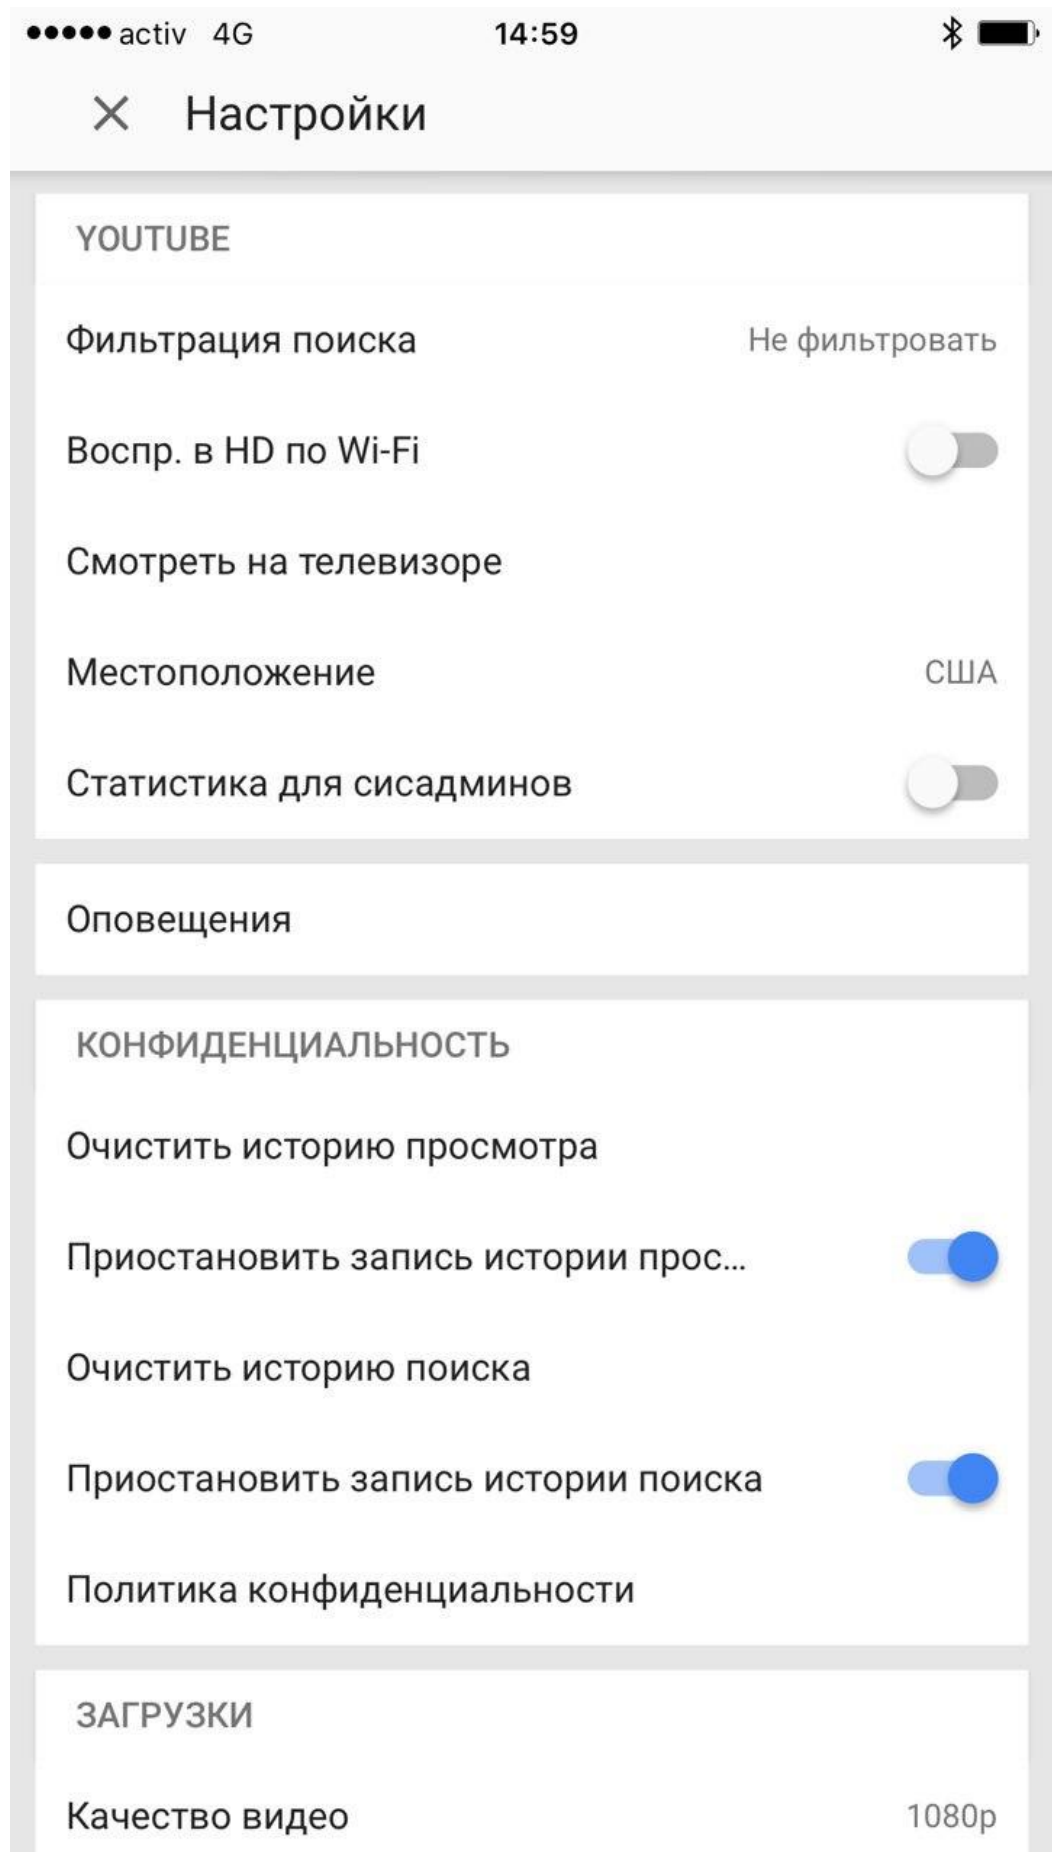 activ 4G 14:59
Настройки
YOUTUBE
Фильтрация поиска Не фильтровать
Воспр. в HD по Wi-Fi
Смотреть на телевизоре
Местоположение США
Статистика для сисадминов
Оповещения
КОНФИДЕНЦИАЛЬНОСТЬ
Очистить историю просмотра
Приостановить запись истории прос...
Очистить историю поиска
Приостановить запись истории поиска
Политика конфиденциальности
ЗАГРУЗКИ
Качество видео 1080p